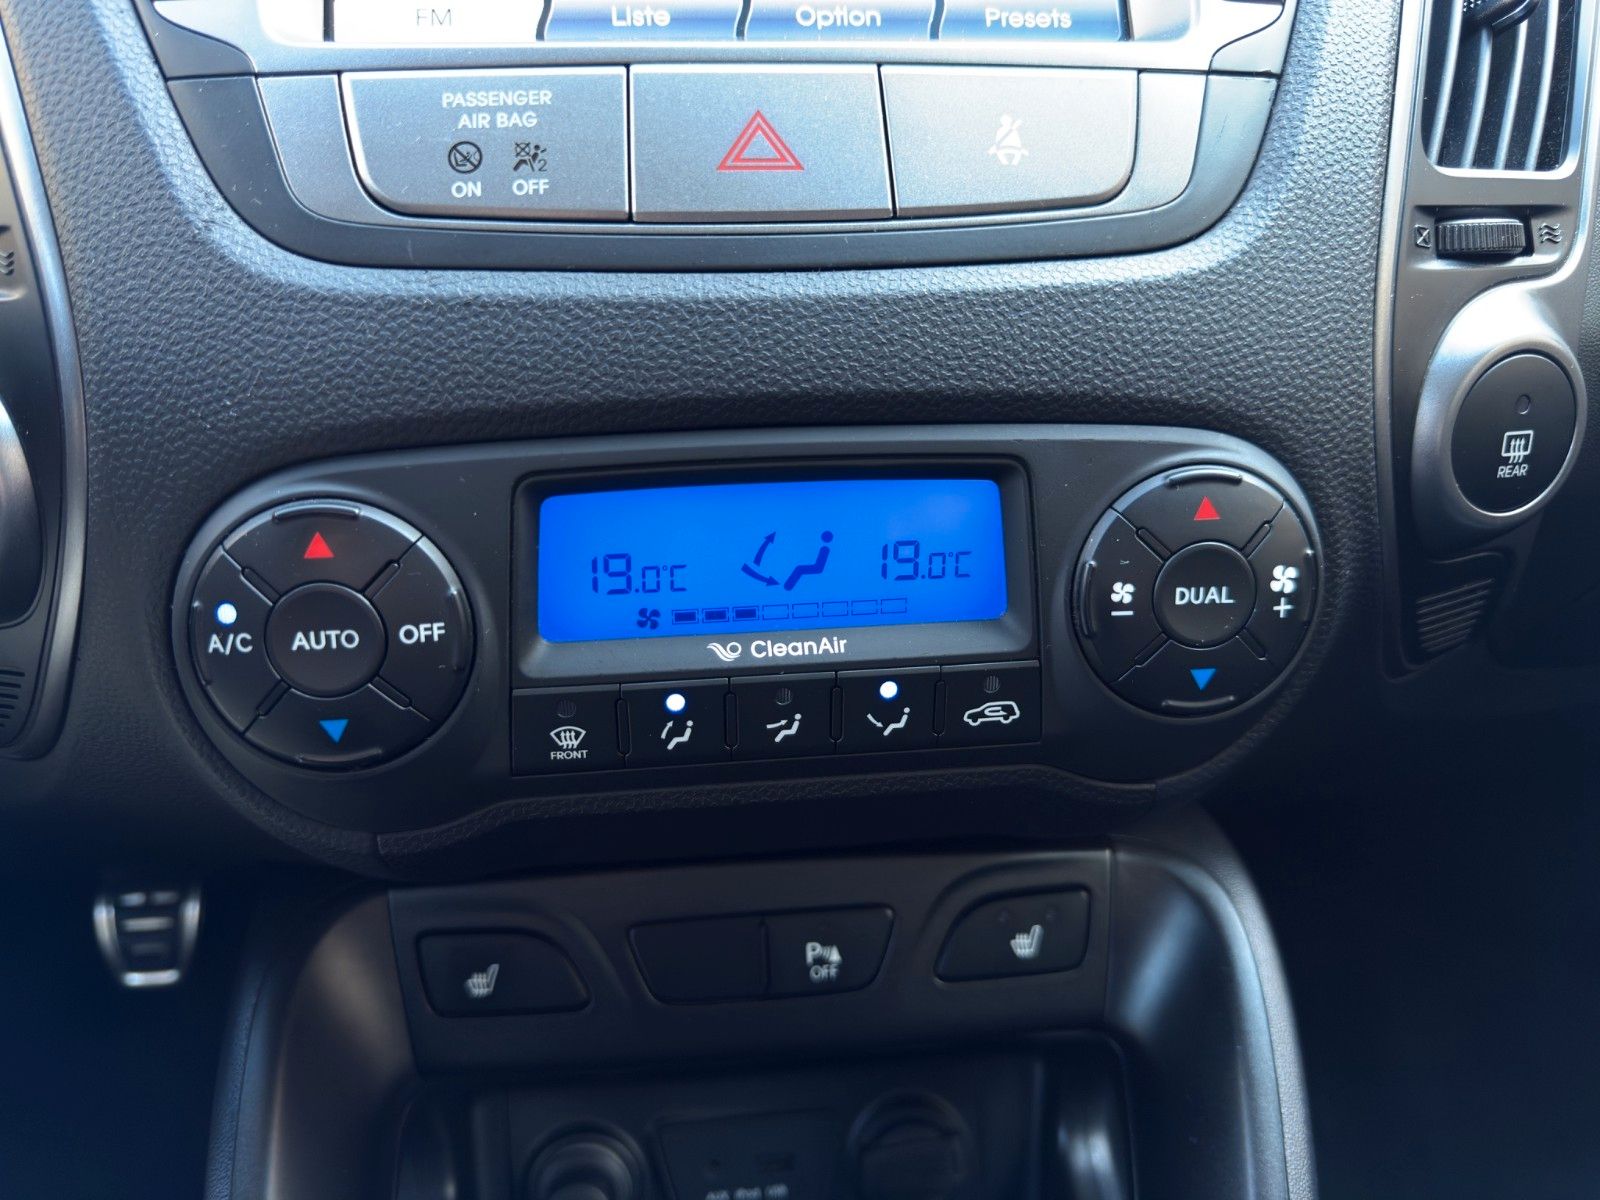 FM
Liste
Option
Presets
PASSENGER
AIR BAG
ON
OFF
2
REAR
19.0°C
19.0°C
A/C
AUTO
OFF
DUAL
CleanAir
FRONT
P
OFF